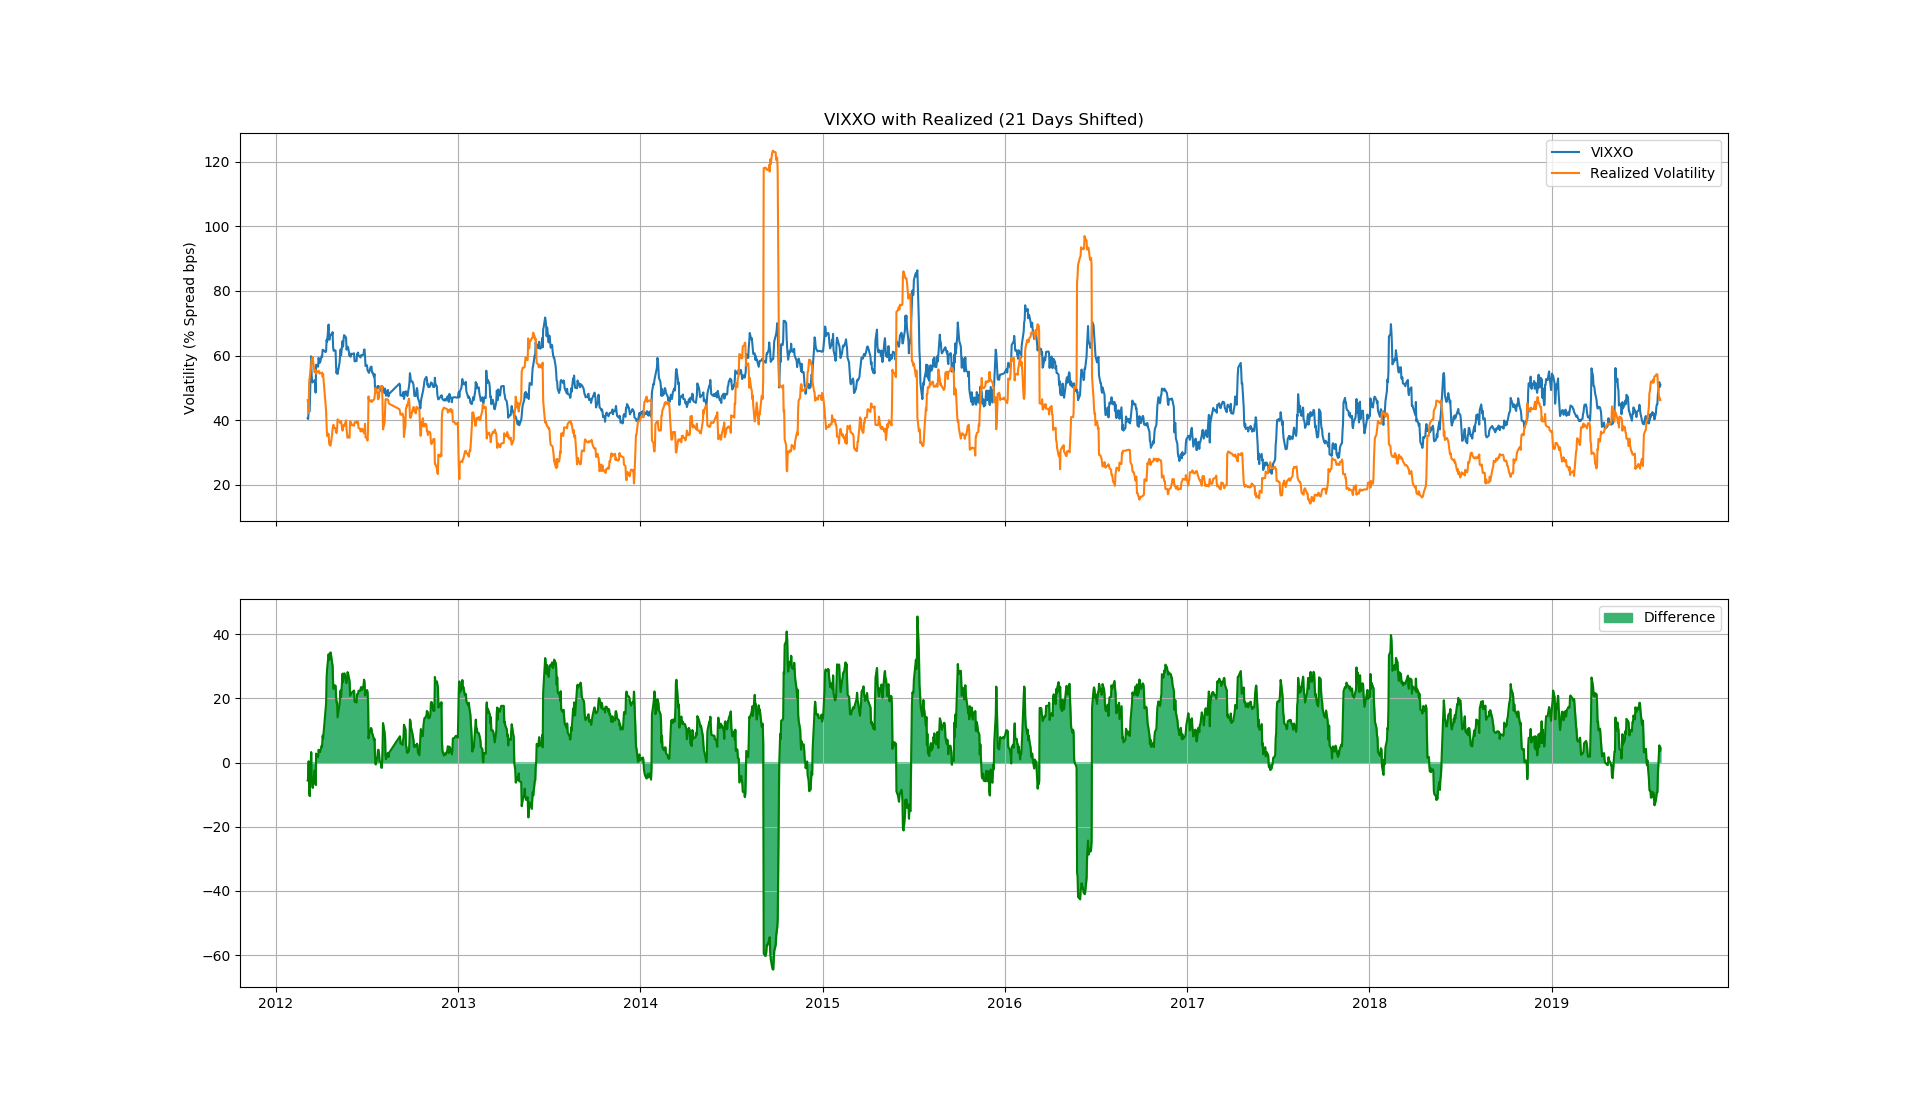 VIXXO with Realized (21 Days Shifted)
120
100
80
60
40
20
Volatility (% Spread bps)
VIXXO
Realized Volatility
40
20
0
−20
−40
−60
Difference
2012 2013 2014 2015 2016 2017 2018 2019